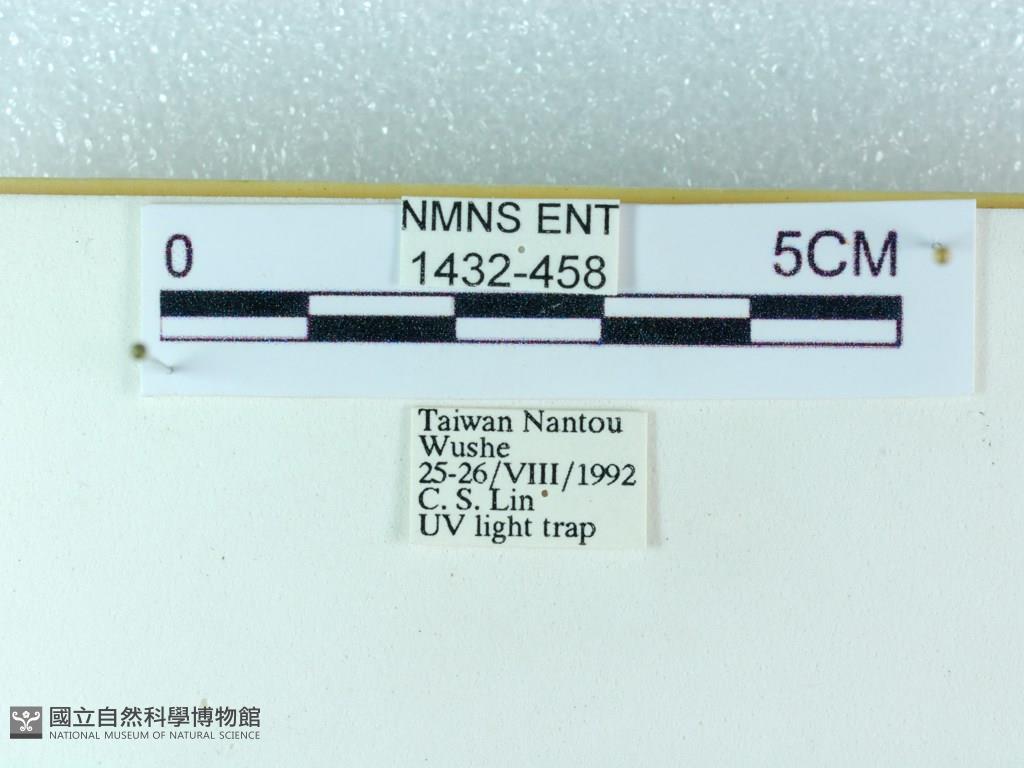 NMNS ENT
1432-458
0
5CM
Taiwan Nantou
Wushe
25-26/VIII/1992
C. S. Lin
UV light trap
國立自然科學博物館
NATIONAL MUSEUM OF NATURAL SCIENCE